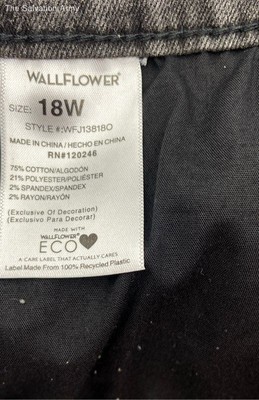 The Salvation Army
WALLFLOWER®
SIZE: 18W
STYLE #:WFJ13818O
MADE IN CHINA / HECHO EN CHINA
RN#120246
75% COTTON/ALGODÓN
21% POLYESTER/POLIÉSTER
2% SPANDEX/SPANDEX
2% RAYON/RAYÓN
(Exclusive Of Decoration)
(Exclusivo Para Decorar)
MADE WITH
WALLFLOWER®
ECO
A CARE LABEL THAT ACTUALLY CARES
Label Made From 100% Recycled Plastic